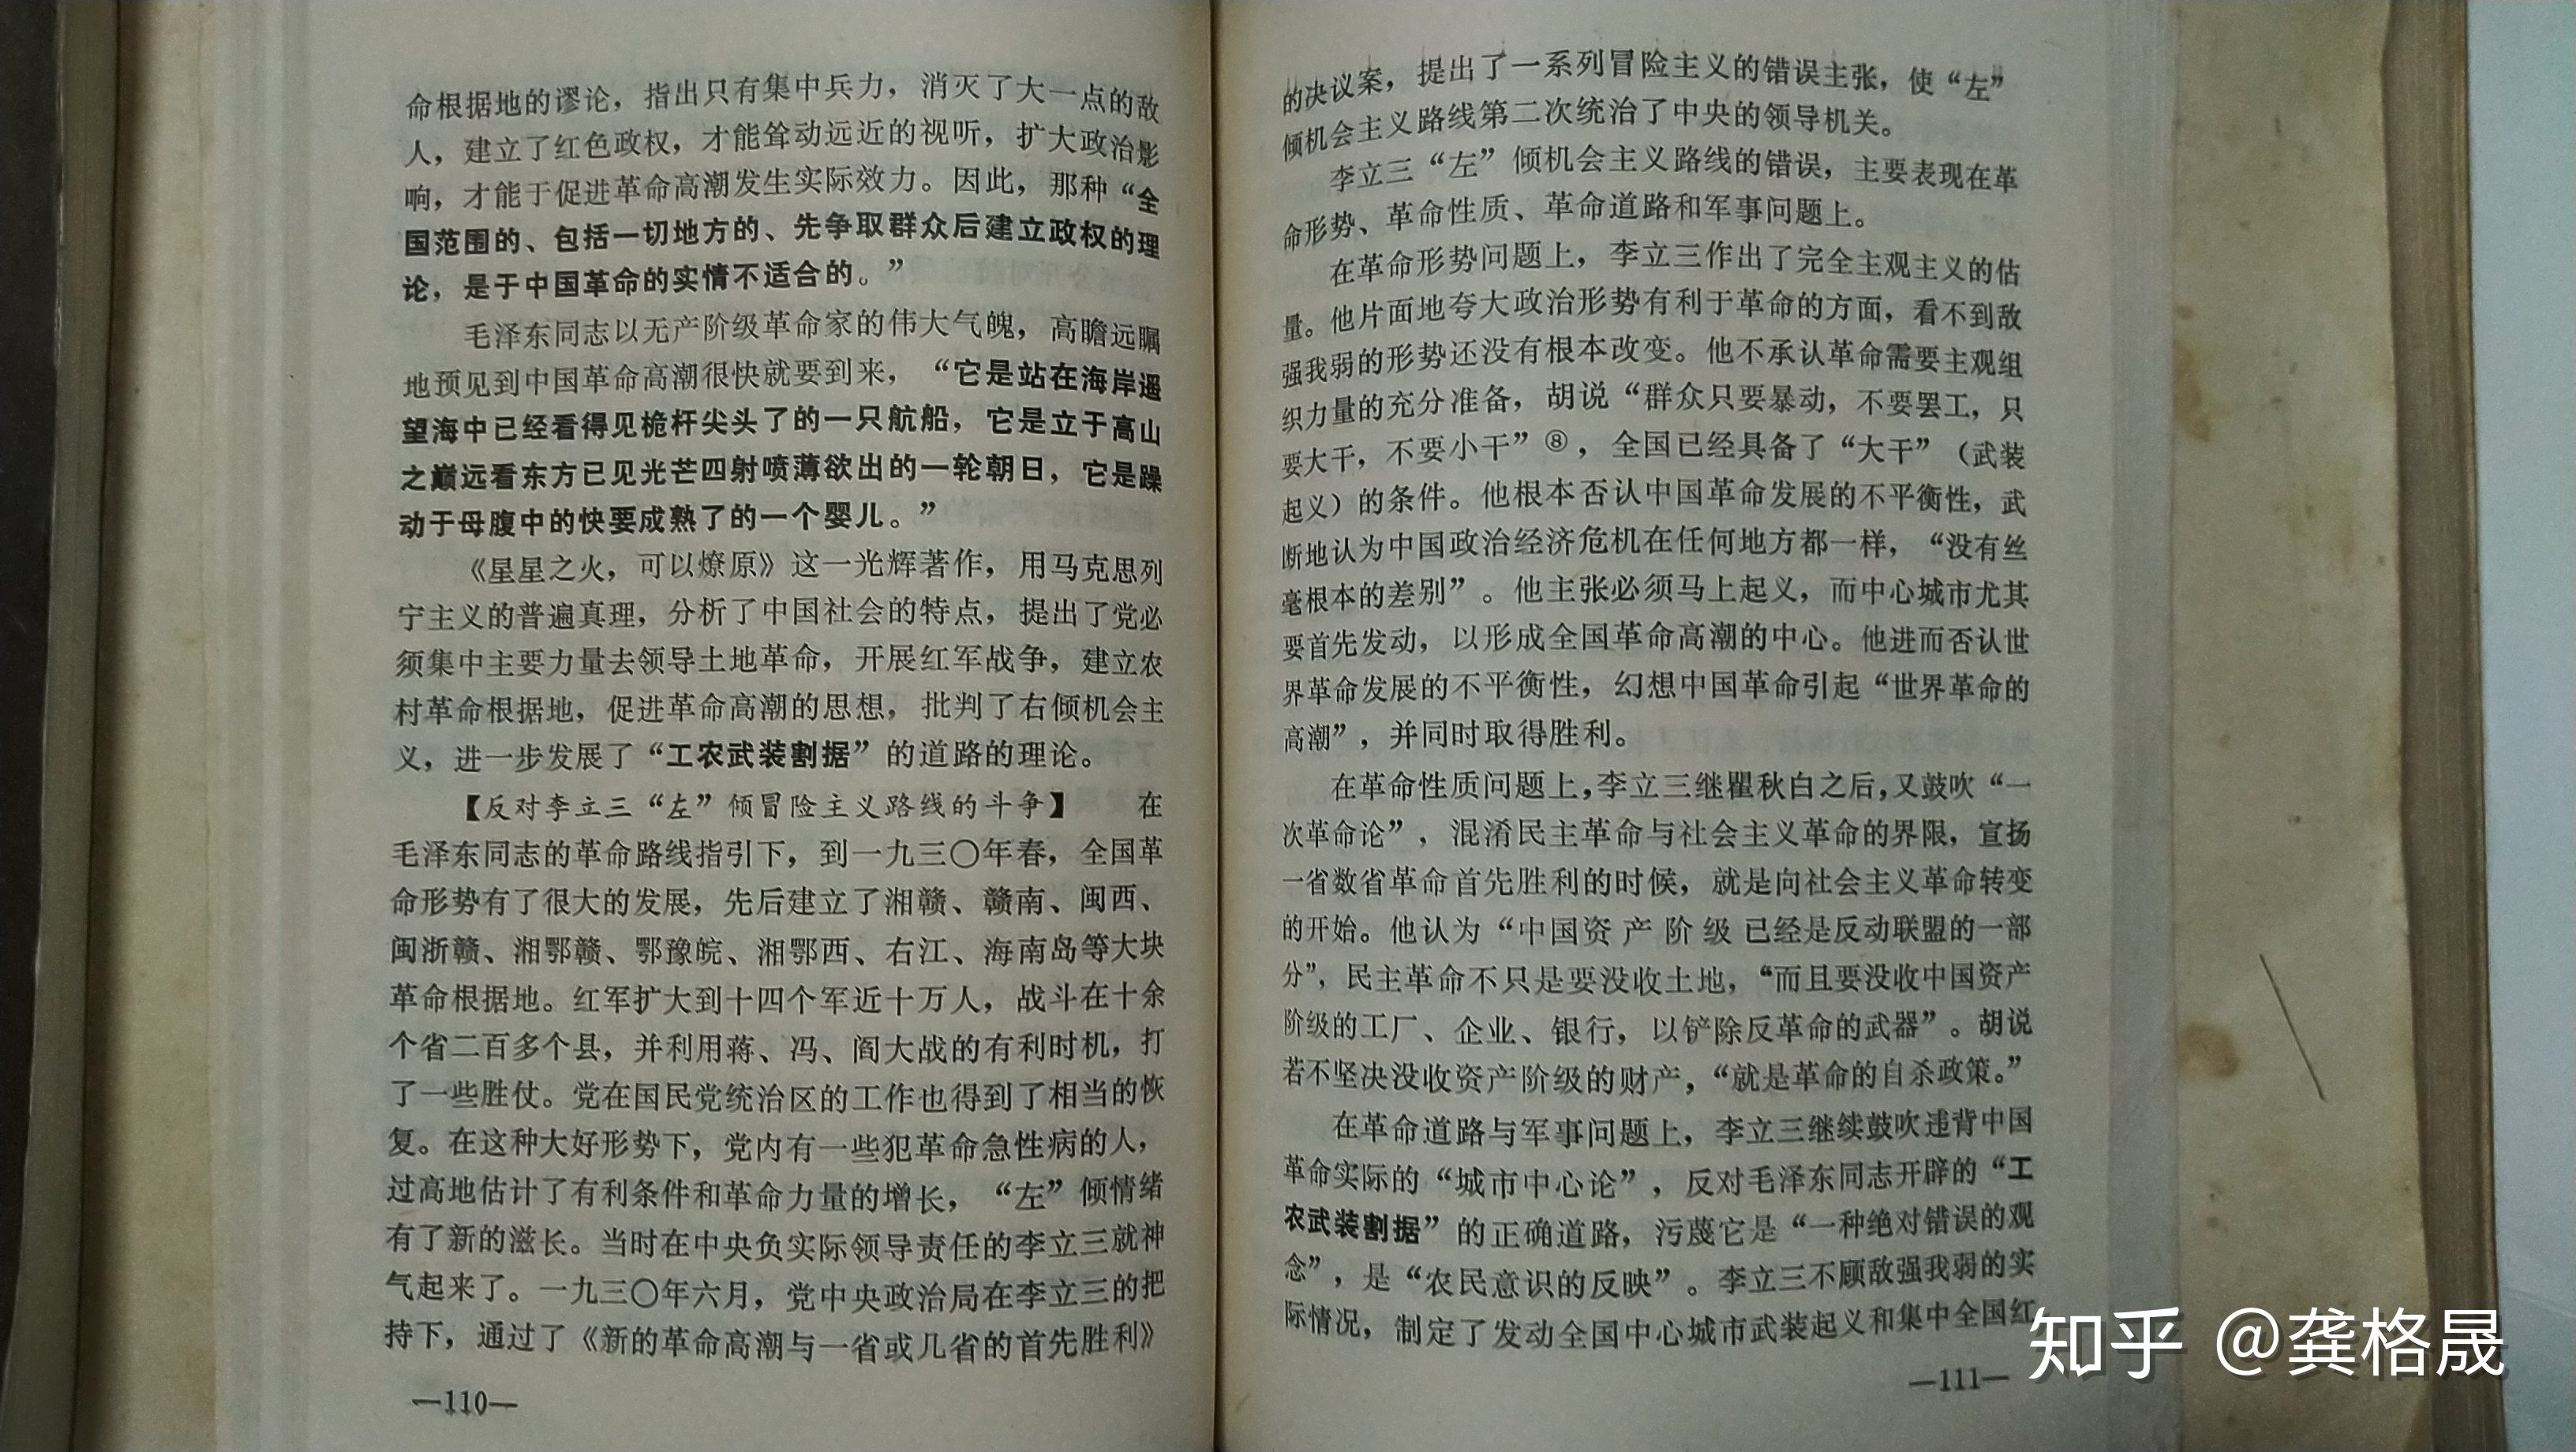 命根据地的谬论，指出只有集中兵力，消灭了大一点的敌
人，建立了红色政权，才能耸动远近的视听，扩大政治影
响，才能于促进革命高潮发生实际效力。因此，那种“全
国范围的、包括一切地方的、先争取群众后建立政权的理
论，是于中国革命的实情不适合的。”
毛泽东同志以无产阶级革命家的伟大气魄，高瞻远瞩
地预见到中国革命高潮很快就要到来，“它是站在海岸遥
望海中已经看得见桅杆尖头了的一只航船，它是立于高山
之巅远看东方已见光芒四射喷薄欲出的一轮朝日，它是躁
动于母腹中的快要成熟了的一个婴儿。”
《星星之火，可以燎原》这一光辉著作，用马克思列
宁主义的普遍真理，分析了中国社会的特点，提出了党必
须集中主要力量去领导土地革命，开展红军战争，建立农
村革命根据地，促进革命高潮的思想，批判了右倾机会主
义，进一步发展了“工农武装割据”的道路的理论。
【反对李立三“左”倾冒险主义路线的斗争】 在
毛泽东同志的革命路线指引下，到一九三〇年春，全国革
命形势有了很大的发展，先后建立了湘赣、赣南、闽西、
闽浙赣、湘鄂赣、鄂豫皖、湘鄂西、右江、海南岛等大块
革命根据地。红军扩大到十四个军近十万人，战斗在十余
个省二百多个县，并利用蒋、冯、阎大战的有利时机，打
了一些胜仗。党在国民党统治区的工作也得到了相当的恢
复。在这种大好形势下，党内有一些犯革命急性病的人，
过高地估计了有利条件和革命力量的增长，“左”倾情绪
有了新的滋长。当时在中央负实际领导责任的李立三就神
气起来了。一九三〇年六月，党中央政治局在李立三的把
持下，通过了《新的革命高潮与一省或几省的首先胜利》
—110—
的决议案，提出了一系列冒险主义的错误主张，使“左”
倾机会主义路线第二次统治了中央的领导机关。
李立三“左”倾机会主义路线的错误，主要表现在革
命形势、革命性质、革命道路和军事问题上。
在革命形势问题上，李立三作出了完全主观主义的估
量。他片面地夸大政治形势有利于革命的方面，看不到敌
强我弱的形势还没有根本改变。他不承认革命需要主观组
织力量的充分准备，胡说“群众只要暴动，不要罢工，只
要大干，不要小干”⑧，全国已经具备了“大干”（武装
起义）的条件。他根本否认中国革命发展的不平衡性，武
断地认为中国政治经济危机在任何地方都一样，“没有丝
毫根本的差别”。他主张必须马上起义，而中心城市尤其
要首先发动，以形成全国革命高潮的中心。他进而否认世
界革命发展的不平衡性，幻想中国革命引起“世界革命的
高潮”，并同时取得胜利。
在革命性质问题上，李立三继瞿秋白之后，又鼓吹“一
次革命论”，混淆民主革命与社会主义革命的界限，宣扬
一省数省革命首先胜利的时候，就是向社会主义革命转变
的开始。他认为“中国资产阶级已经是反动联盟的一部
分”，民主革命不只是要没收土地，“而且要没收中国资产
阶级的工厂、企业、银行，以铲除反革命的武器”。胡说
若不坚决没收资产阶级的财产，“就是革命的自杀政策。”
在革命道路与军事问题上，李立三继续鼓吹违背中国
革命实际的“城市中心论”，反对毛泽东同志开辟的“工
农武装割据”的正确道路，污蔑它是“一种绝对错误的观
念”，是“农民意识的反映”。李立三不顾敌强我弱的实
际情况，制定了发动全国中心城市武装起义和集中全国红
—111—
知乎 @龚格晟